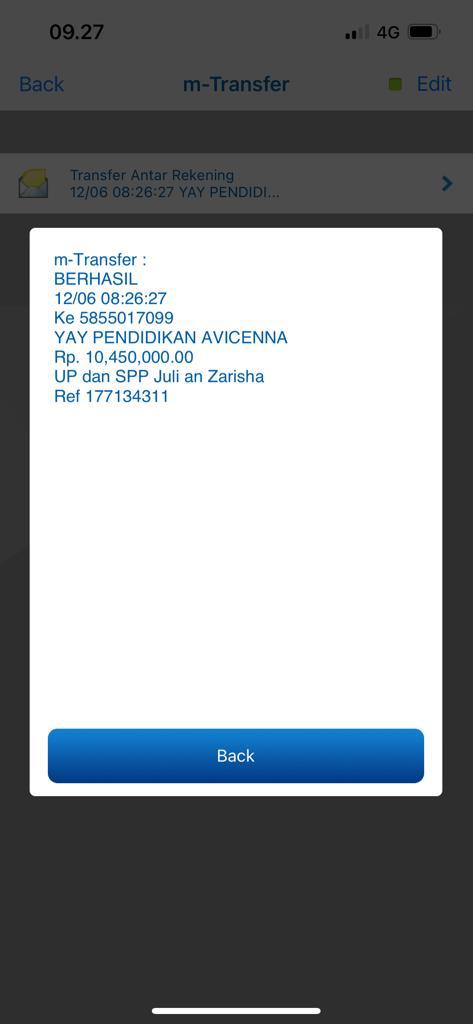 09.27
4G
Back
m-Transfer
Edit
Transfer Antar Rekening
12/06 08:26:27 YAY PENDIDI...
m-Transfer :
BERHASIL
12/06 08:26:27
Ke 5855017099
YAY PENDIDIKAN AVICENNA
Rp. 10,450,000.00
UP dan SPP Juli an Zarisha
Ref 177134311
Back